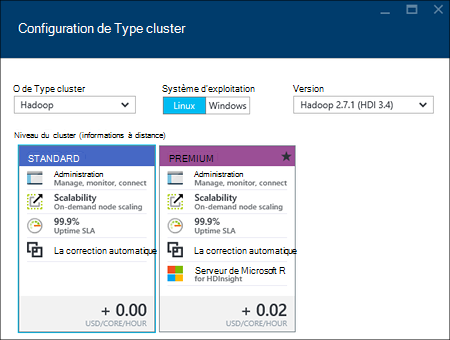 Configuration de Type cluster
O de Type cluster
Système d'exploitation
Version
Hadoop
Linux
Windows
Hadoop 2.7.1 (HDI 3.4)
Niveau du cluster (informations à distance)
STANDARD
Administration
Manage, monitor, connect
Scalability
On-demand node scaling
99.9%
Uptime SLA
La correction automatique
+ 0.00
USD/CORE/HOUR
PREMIUM
Administration
Manage, monitor, connect
Scalability
On-demand node scaling
99.9%
Uptime SLA
La correction automatique
Serveur de Microsoft R
for HDInsight
+ 0.02
USD/CORE/HOUR